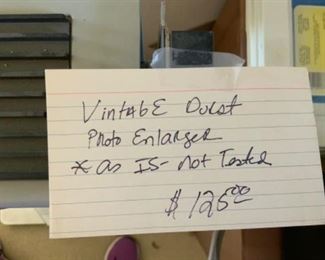 Vintage Durst
Photo Enlarger
* as IS - Not Tested
$ 125.00